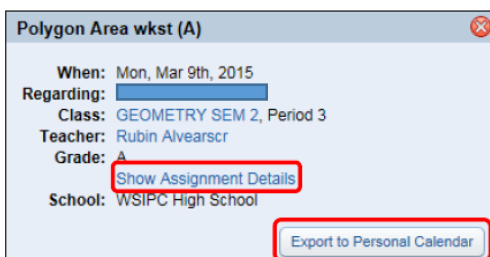 Polygon Area wkst (A)
When: Mon, Mar 9th, 2015
Regarding:
Class: GEOMETRY SEM 2, Period 3
Teacher: Rubin Alvearscr
Grade: A
Show Assignment Details
School: WSIPC High School
Export to Personal Calendar